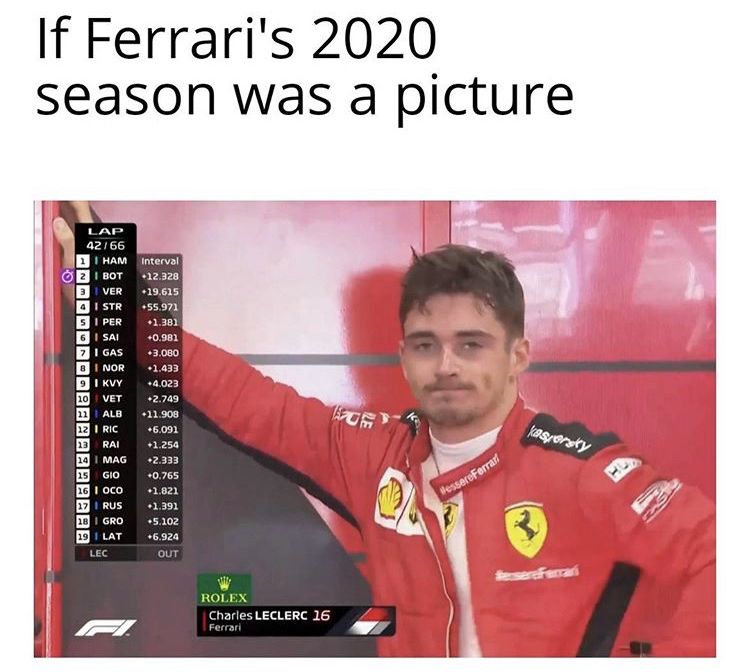 If Ferrari's 2020
season was a picture
LAP
42/66
1 HAM Interval
2 BOT +12.328
3 VER +19.615
4 STR +55.971
5 PER +1.381
6 SAI +0.981
7 GAS +3.080
8 NOR +1.433
9 KVY +4.023
10 VET +2.749
11 ALB +11.908
12 RIC +6.091
13 RAI +1.254
14 MAG +2.333
15 GIO +0.765
16 OCO +1.821
17 RUS +1.391
18 GRO +5.102
19 LAT +6.924
LEC OUT
kaspersky
#essereFerrari
#essereFerrari
ROLEX
Charles LECLERC 16
Ferrari
F1